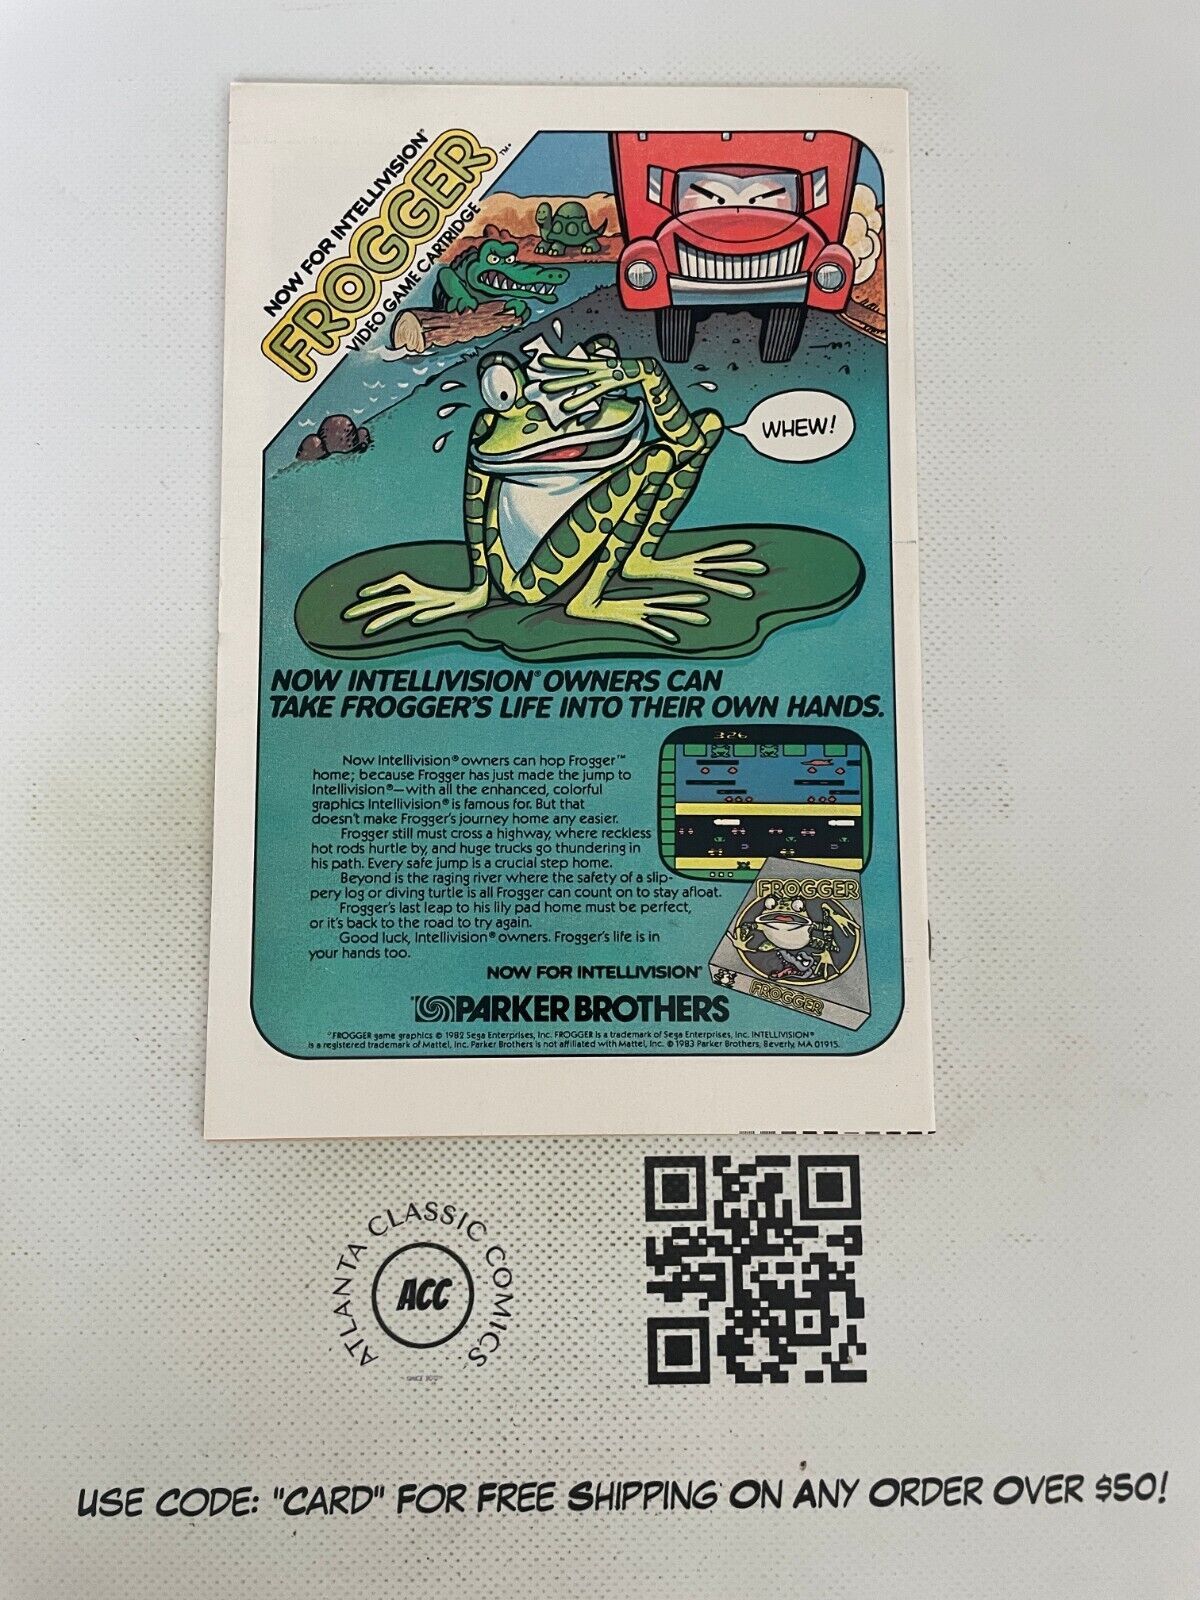 NOW FOR INTELLIVISION®
FROGGER™
VIDEO GAME CARTRIDGE
WHEW!
NOW INTELLIVISION® OWNERS CAN
TAKE FROGGER'S LIFE INTO THEIR OWN HANDS.
326
Now Intellivision® owners can hop Frogger™
home; because Frogger has just made the jump to
Intellivision®—with all the enhanced, colorful
graphics Intellivision® is famous for. But that
doesn't make Frogger's journey home any easier.
Frogger still must cross a highway, where reckless
hot rods hurtle by, and huge trucks go thundering in
his path. Every safe jump is a crucial step home.
Beyond is the raging river where the safety of a slip-
pery log or diving turtle is all Frogger can count on to stay afloat.
Frogger's last leap to his lily pad home must be perfect,
or it's back to the road to try again.
Good luck, Intellivision® owners. Frogger's life is in
your hands too.
FROGGER
FROGGER
NOW FOR INTELLIVISION®
PARKER BROTHERS
FROGGER game graphics © 1982 Sega Enterprises, Inc. FROGGER is a trademark of Sega Enterprises, Inc. INTELLIVISION®
is a registered trademark of Mattel, Inc. Parker Brothers is not affiliated with Mattel, Inc. © 1983 Parker Brothers, Beverly, MA 01915.
ATLANTA CLASSIC COMICS
ACC
USE CODE: "CARD" FOR FREE SHIPPING ON ANY ORDER OVER $50!